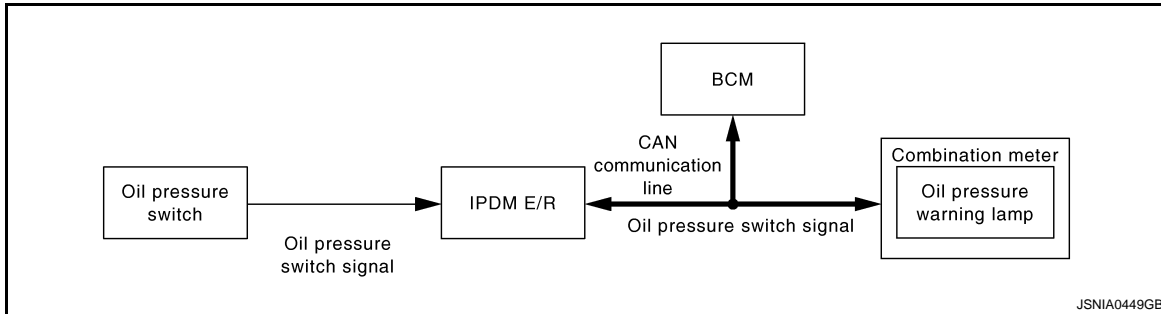 BCM
CAN
communication
line
Combination meter
Oil pressure
switch
IPDM E/R
Oil pressure
warning lamp
Oil pressure switch signal
Oil pressure
switch signal
JSNIA0449GB